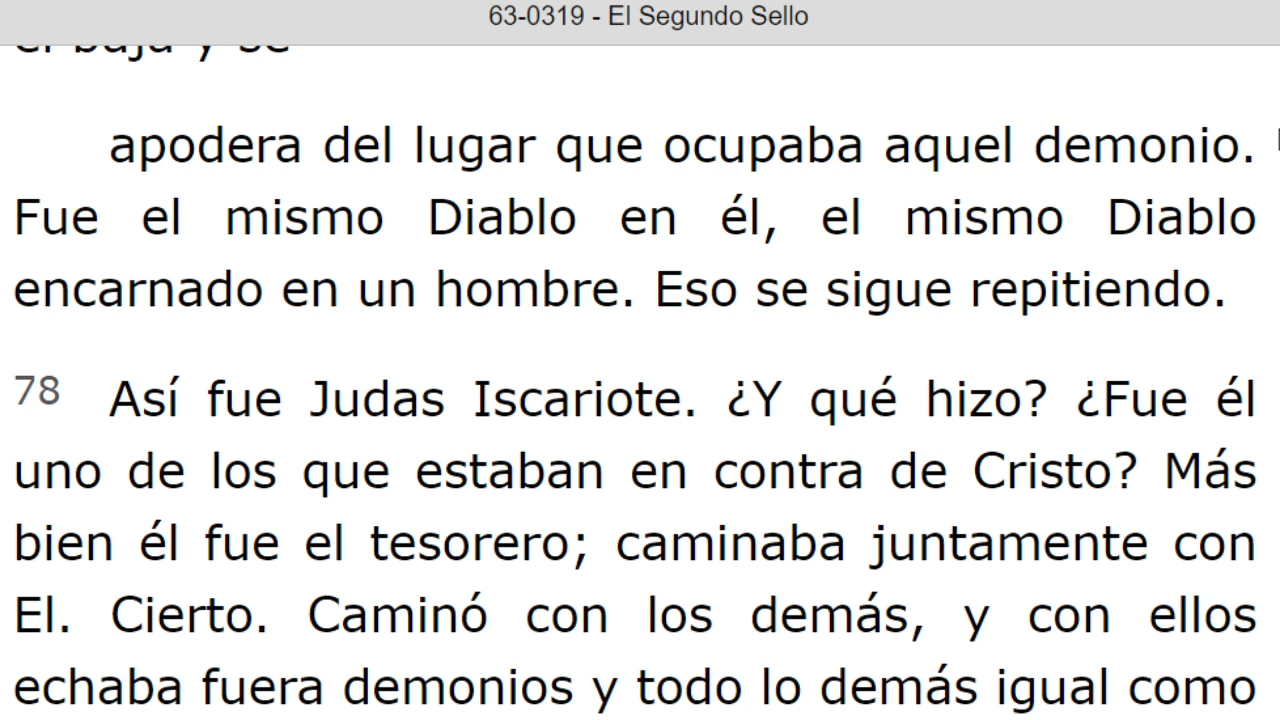 63-0319 - El Segundo Sello
él baja y se
apodera del lugar que ocupaba aquel demonio.
Fue el mismo Diablo en él, el mismo Diablo
encarnado en un hombre. Eso se sigue repitiendo.
78 Así fue Judas Iscariote. ¿Y qué hizo? ¿Fue él
uno de los que estaban en contra de Cristo? Más
bien él fue el tesorero; caminaba juntamente con
El. Cierto. Caminó con los demás, y con ellos
echaba fuera demonios y todo lo demás igual como